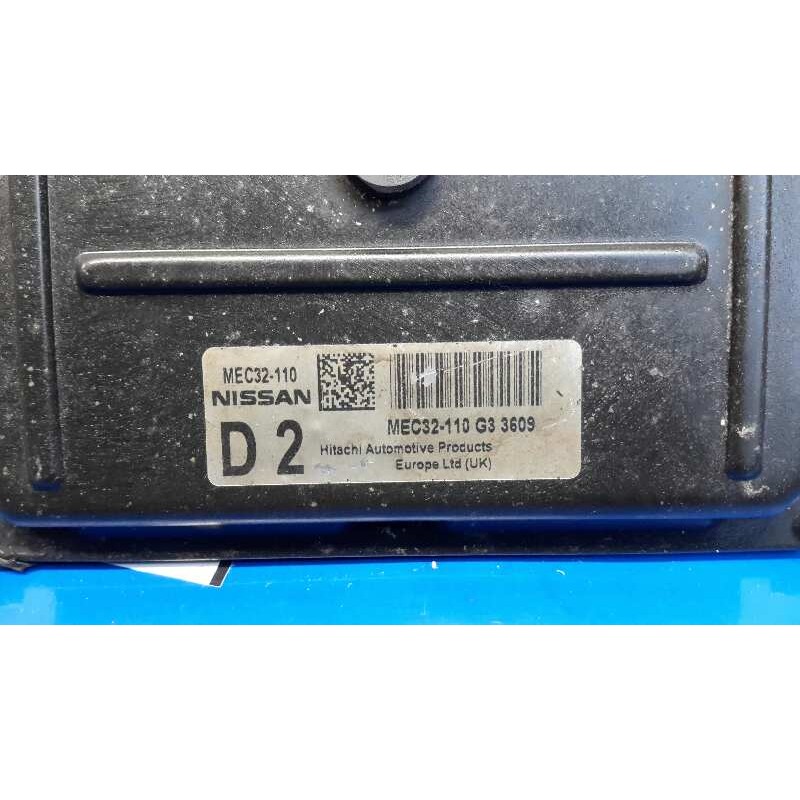 MEC32-110
NISSAN
D 2
MEC32-110 G3 3609
Hitachi Automotive Products
Europe Ltd (UK)